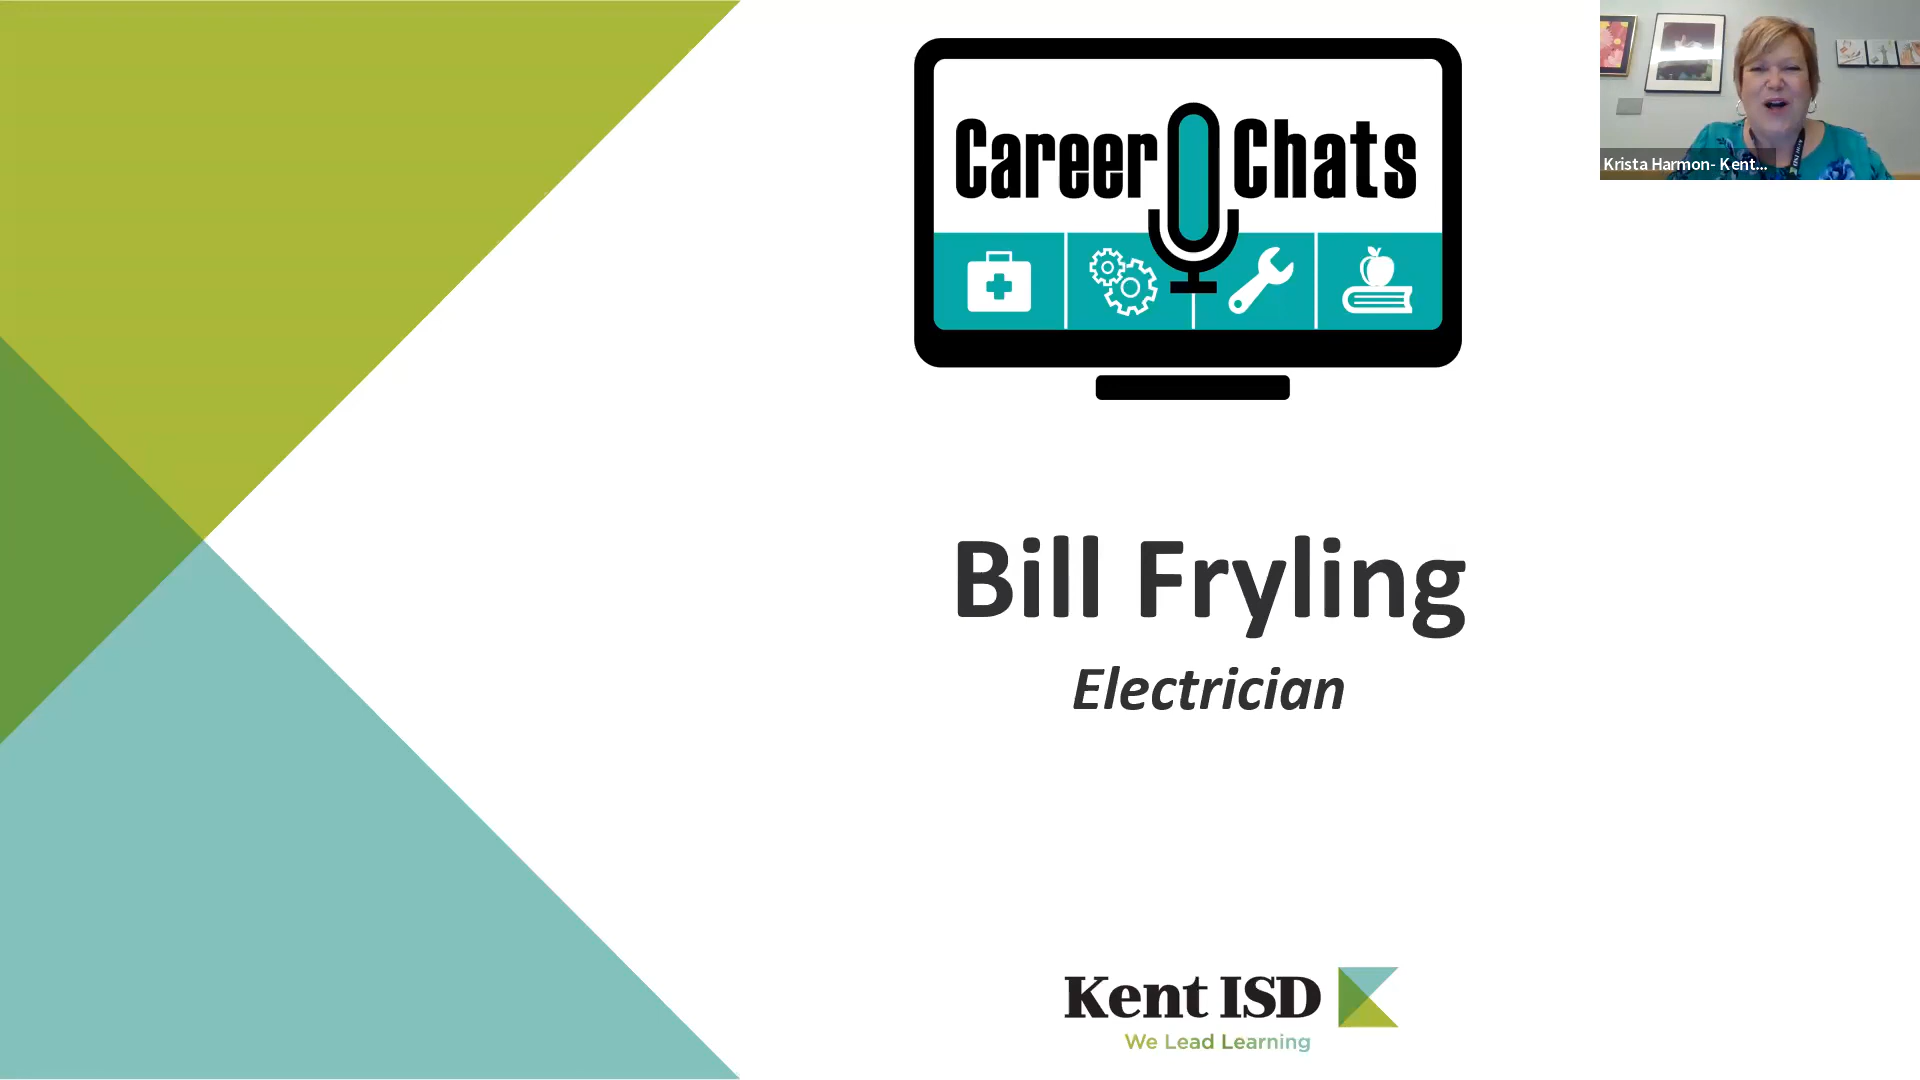 Career Chats
Krista Harmon- Kent...
Bill Fryling
Electrician
Kent ISD
We Lead Learning